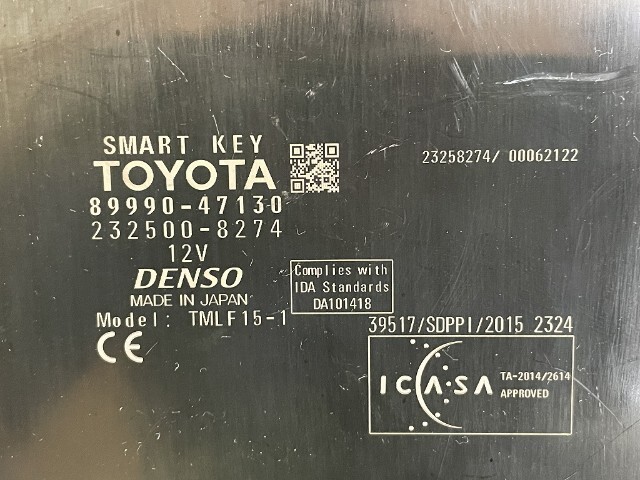 SMART KEY
TOYOTA
89990-47130
232500-8274
12V
DENSO
MADE IN JAPAN
Model: TMLF15-1
CE
23258274/ 00062122
Complies with
IDA Standards
DA101418
39517/SDPPI/2015 2324
ICASA
TA-2014/2614
APPROVED